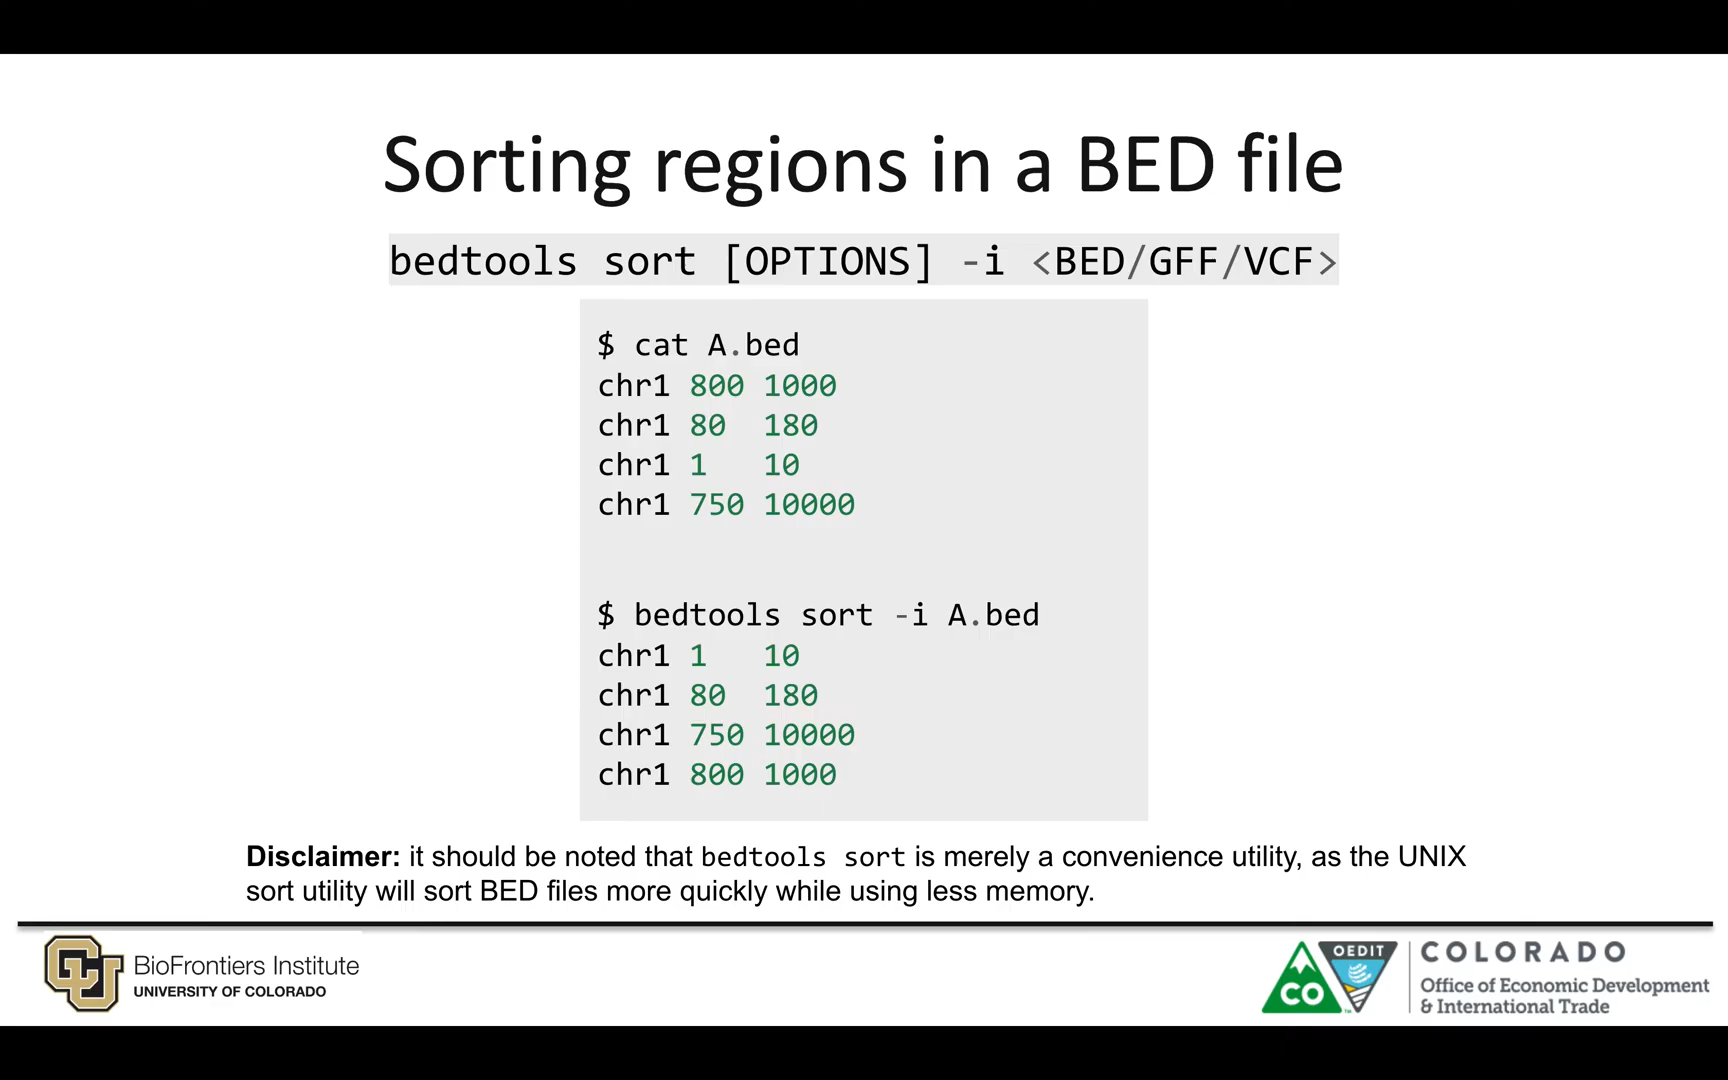 Sorting regions in a BED file
bedtools sort [OPTIONS] -i <BED/GFF/VCF>
$ cat A.bed
chr1 800 1000
chr1 80  180
chr1 1   10
chr1 750 10000
$ bedtools sort -i A.bed
chr1 1   10
chr1 80  180
chr1 750 10000
chr1 800 1000
Disclaimer: it should be noted that bedtools sort is merely a convenience utility, as the UNIX
sort utility will sort BED files more quickly while using less memory.
CU
BioFrontiers Institute
UNIVERSITY OF COLORADO
CO
OEDIT
TM
COLORADO
Office of Economic Development
& International Trade